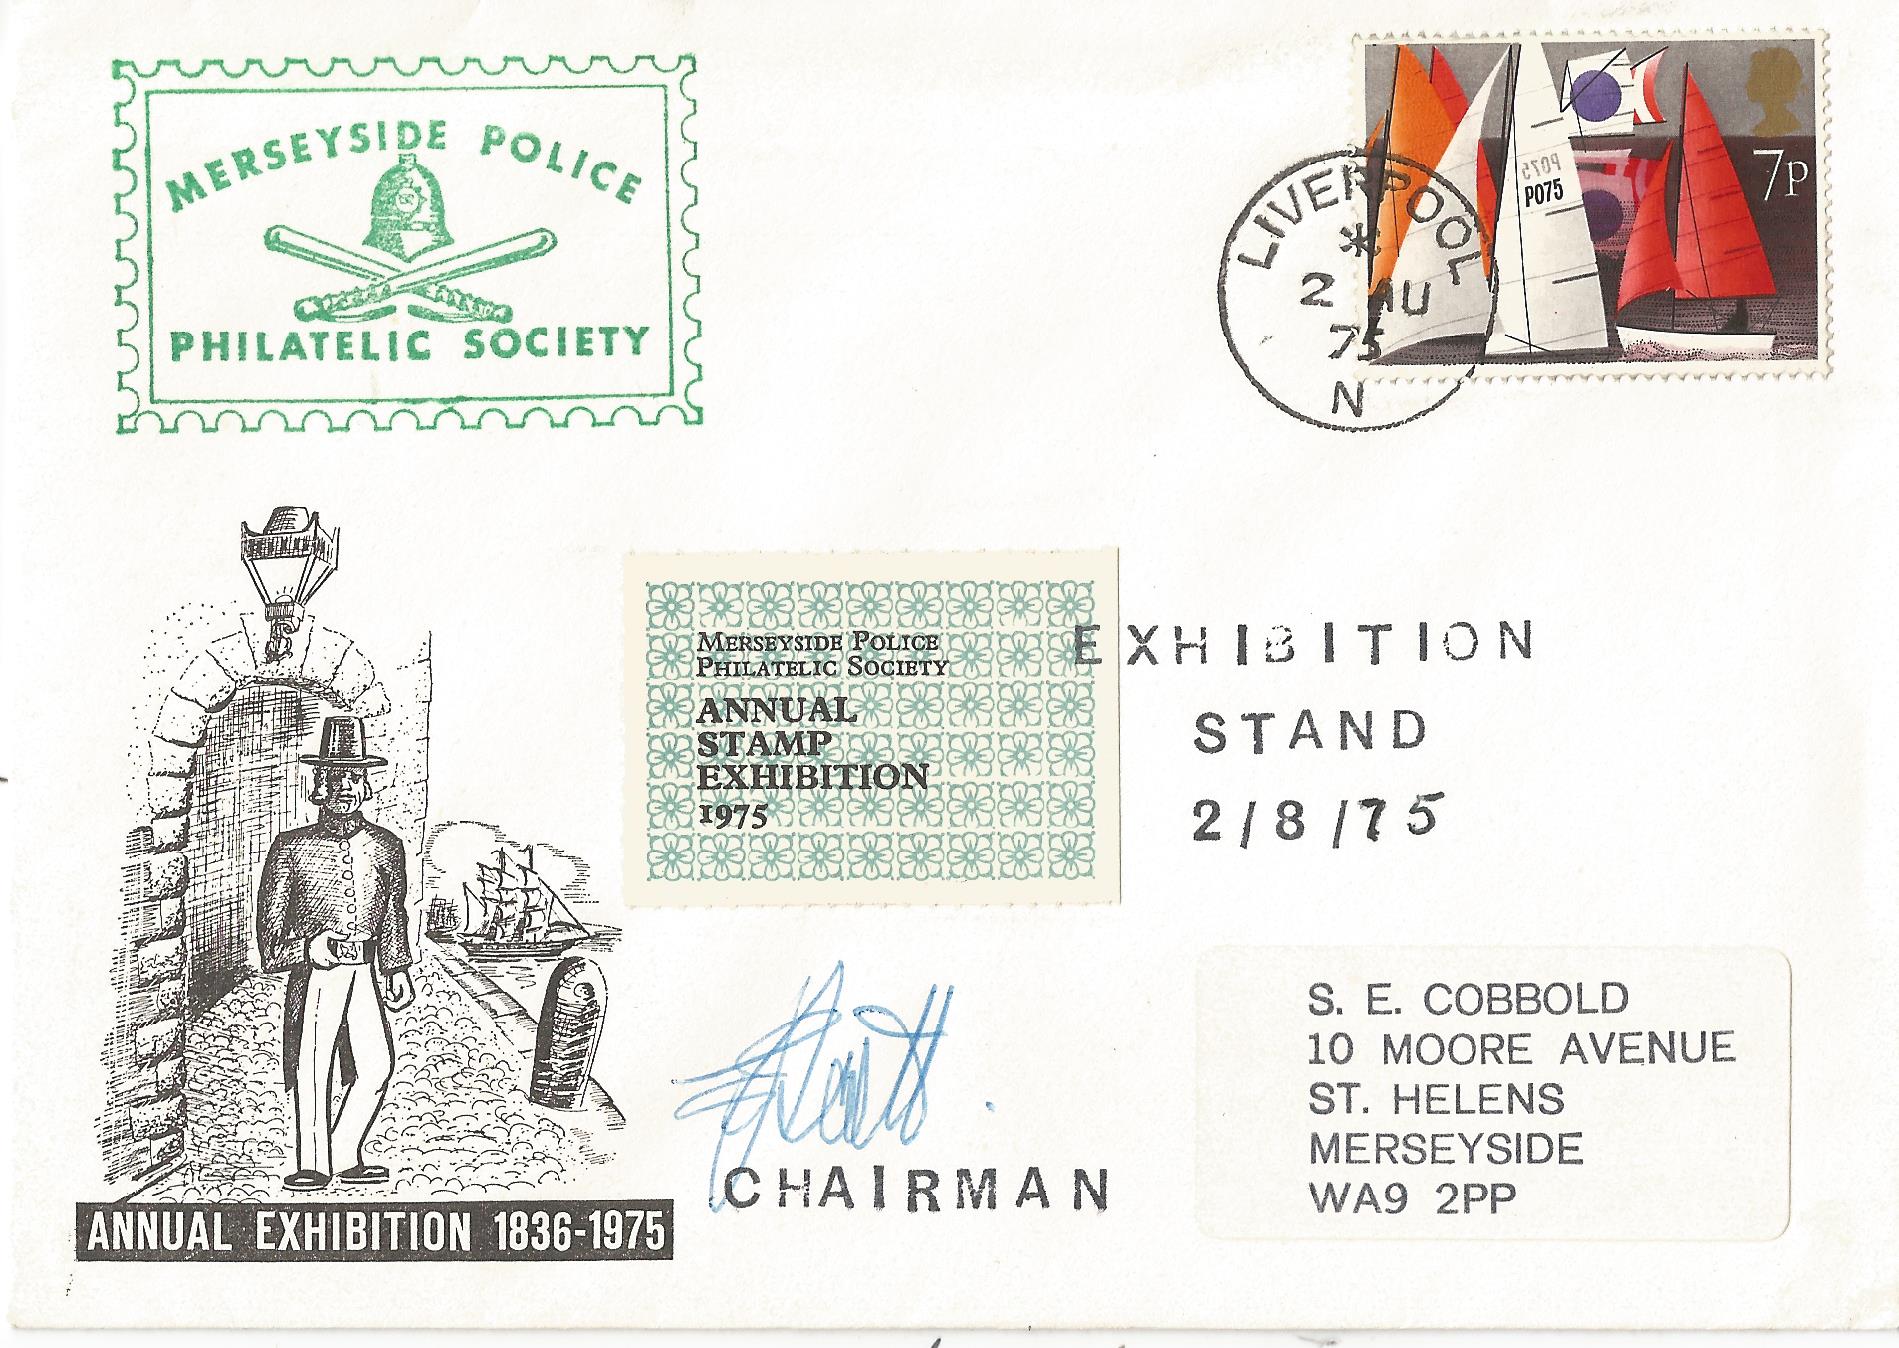 MERSEYSIDE POLICE
PHILATELIC SOCIETY
7p
P075
P075
LIVERPOOL
*
2 AU
75
N
MERSEYSIDE POLICE
PHILATELIC SOCIETY
ANNUAL
STAMP
EXHIBITION
1975
EXHIBITION
STAND
2/8/75
CHAIRMAN
S. E. COBBOLD
10 MOORE AVENUE
ST. HELENS
MERSEYSIDE
WA9 2PP
ANNUAL EXHIBITION 1836-1975